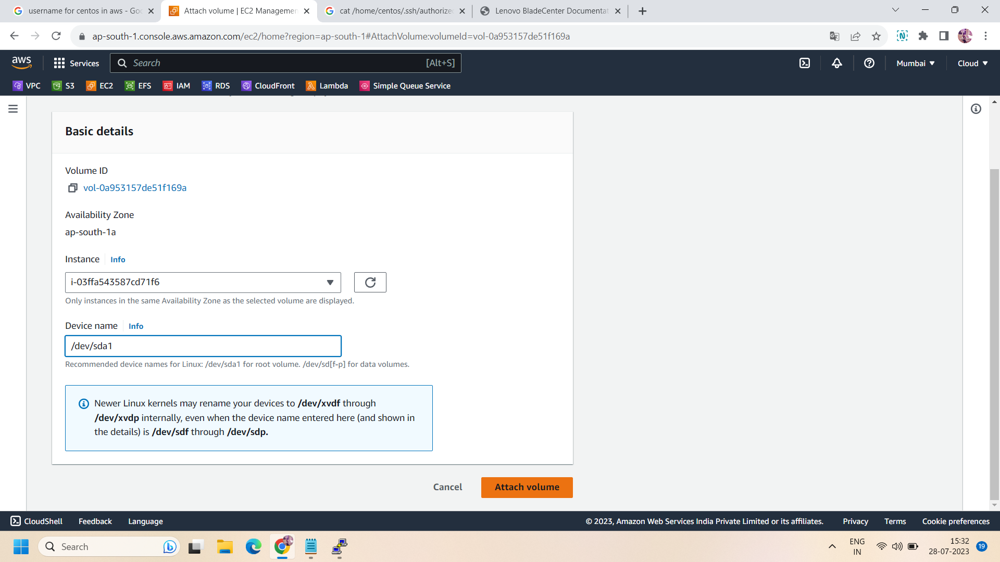 username for centos in aws - Goo
Attach volume | EC2 Managemen
cat /home/centos/.ssh/authorize
Lenovo BladeCenter Documentat
ap-south-1.console.aws.amazon.com/ec2/home?region=ap-south-1#AttachVolume:volumeId=vol-0a953157de51f169a
aws
Services
Search
[Alt+S]
Mumbai
Cloud
VPC
S3
EC2
EFS
IAM
RDS
CloudFront
Lambda
Simple Queue Service
Basic details
Volume ID
vol-0a953157de51f169a
Availability Zone
ap-south-1a
Instance Info
i-03ffa543587cd71f6
Only instances in the same Availability Zone as the selected volume are displayed.
Device name Info
/dev/sda1
Recommended device names for Linux: /dev/sda1 for root volume. /dev/sd[f-p] for data volumes.
Newer Linux kernels may rename your devices to /dev/xvdf through
/dev/xvdp internally, even when the device name entered here (and shown in
the details) is /dev/sdf through /dev/sdp.
Cancel
Attach volume
CloudShell
Feedback
Language
© 2023, Amazon Web Services India Private Limited or its affiliates.
Privacy
Terms
Cookie preferences
Search
ENG
IN
15:32
28-07-2023
19